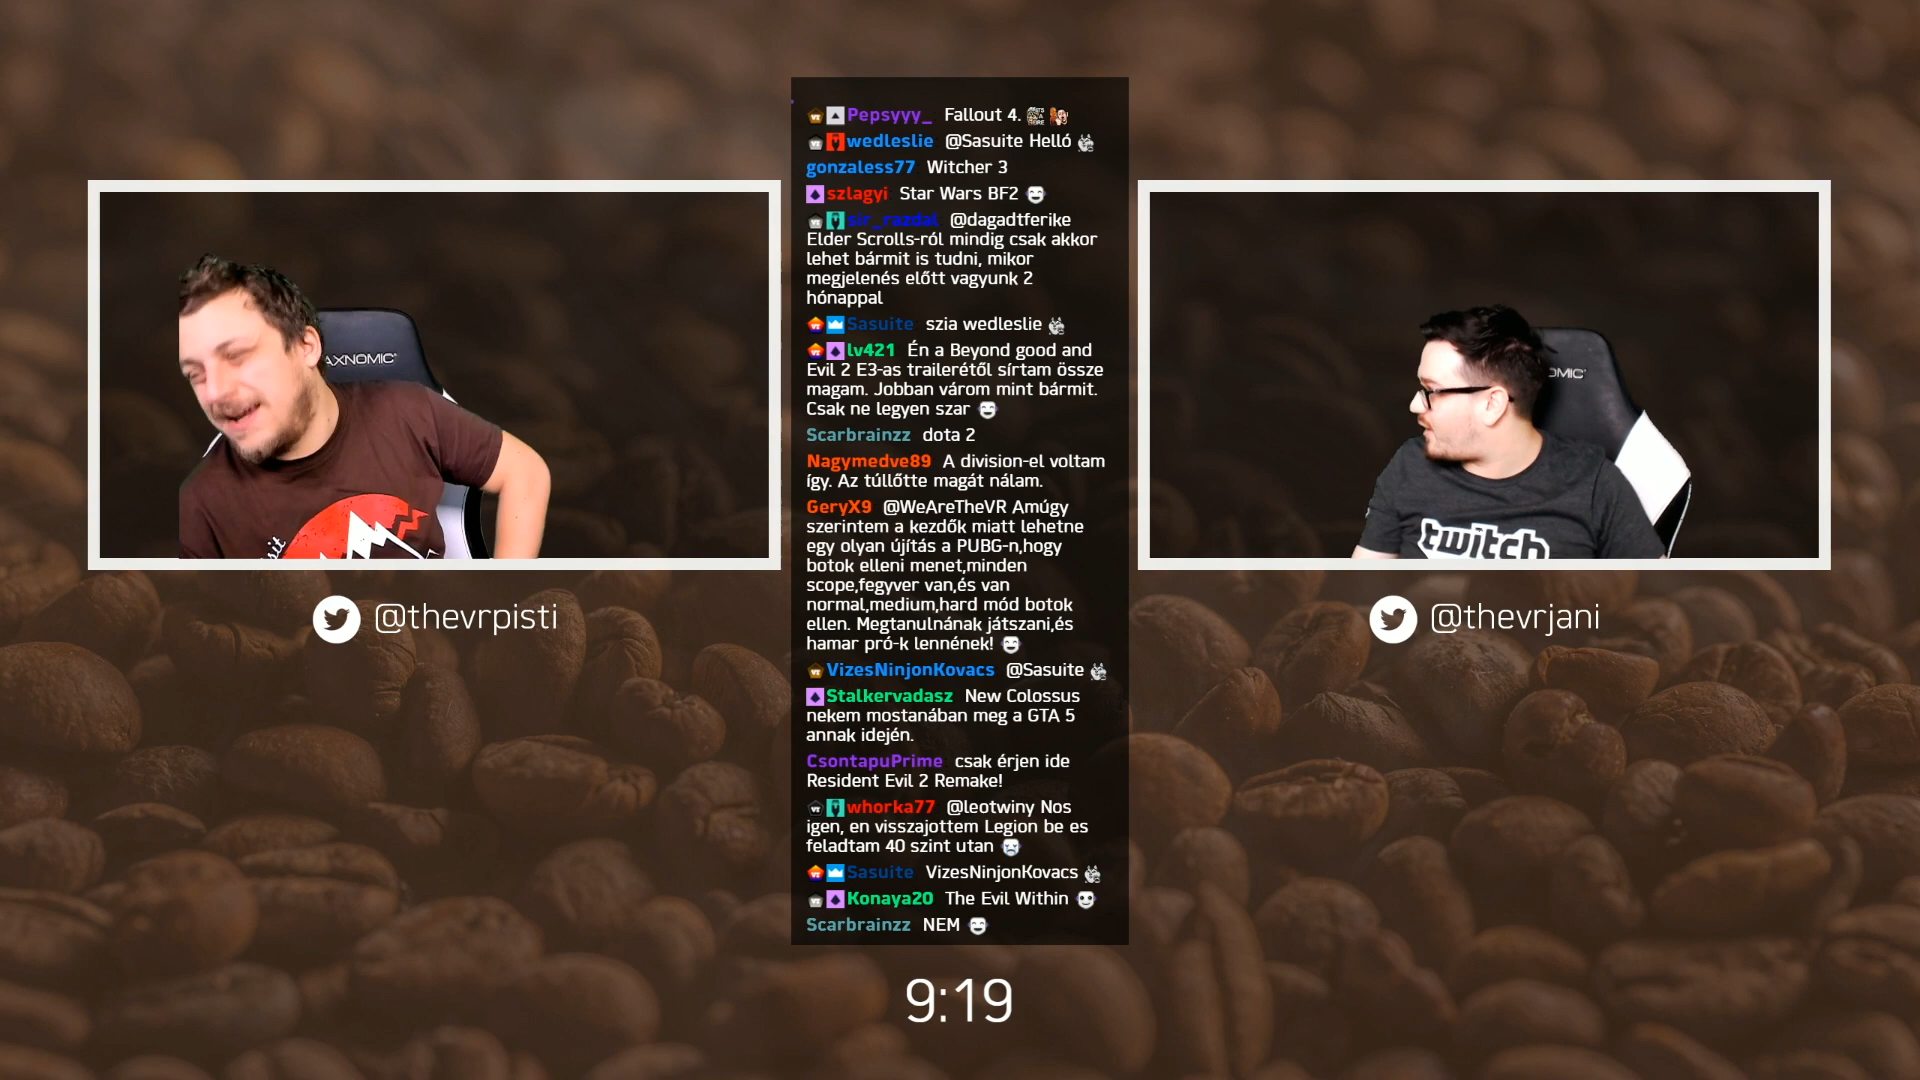 Pepsyyy_ Fallout 4.
wedleslie @Sasuite Helló
gonzaless77 Witcher 3
szlagyi Star Wars BF2
sir_razdal @dagadtferike
Elder Scrolls-ról mindig csak akkor
lehet bármit is tudni, mikor
megjelenés előtt vagyunk 2
hónappal
Sasuite szia wedleslie
lv421 Én a Beyond good and
Evil 2 E3-as trailerétől sírtam össze
magam. Jobban várom mint bármit.
Csak ne legyen szar
Scarbrainzz dota 2
Nagymedve89 A division-el voltam
így. Az túllőtte magát nálam.
GeryX9 @WeAreTheVR Amúgy
szerintem a kezdők miatt lehetne
egy olyan újítás a PUBG-n,hogy
botok elleni menet,minden
scope,fegyver van,és van
normal,medium,hard mód botok
ellen. Megtanulnának játszani,és
hamar pró-k lennének!
VizesNinjonKovacs @Sasuite
Stalkervadasz New Colossus
nekem mostanában meg a GTA 5
annak idején.
CsontapuPrime csak érjen ide
Resident Evil 2 Remake!
whorka77 @leotwiny Nos
igen, en visszajottem Legion be es
feladtam 40 szint utan
Sasuite VizesNinjonKovacs
Konaya20 The Evil Within
Scarbrainzz NEM
AXNOMIC
OMIC
twitch
@thevrpisti
@thevrjani
9:19